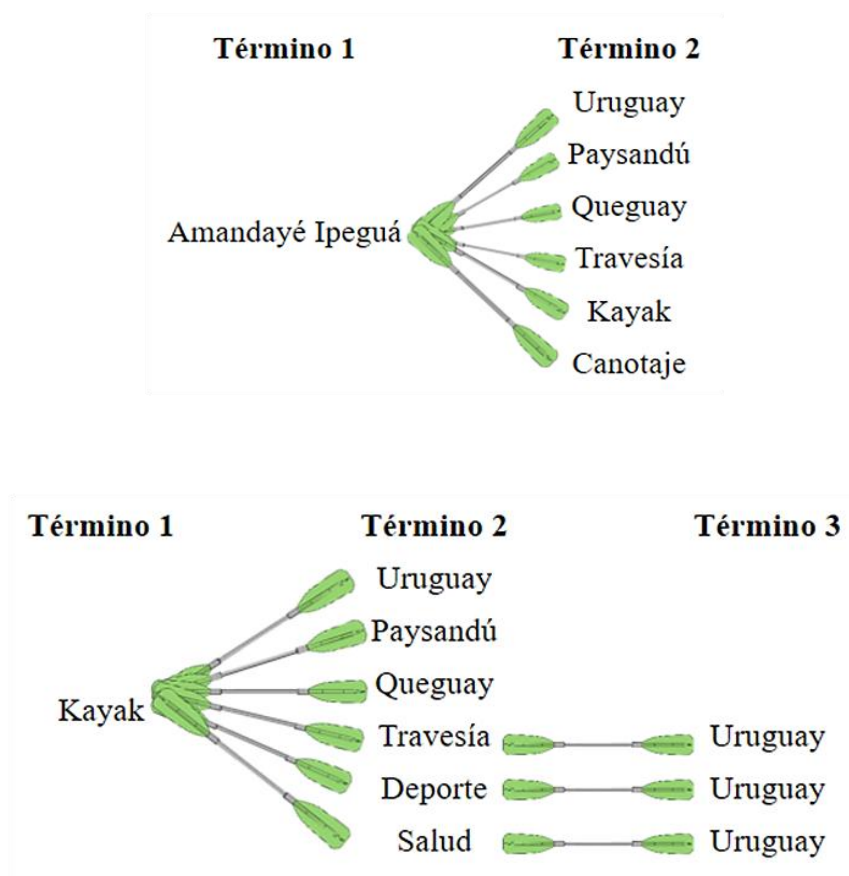 Término 1 Término 2
Uruguay
Paysandú
Queguay
Amandayé Ipeguá
Travesía
Kayak
Canotaje
Término 1 Término 2 Término 3
Uruguay
Paysandú
Queguay
Kayak
Travesía Uruguay
Deporte Uruguay
Salud Uruguay